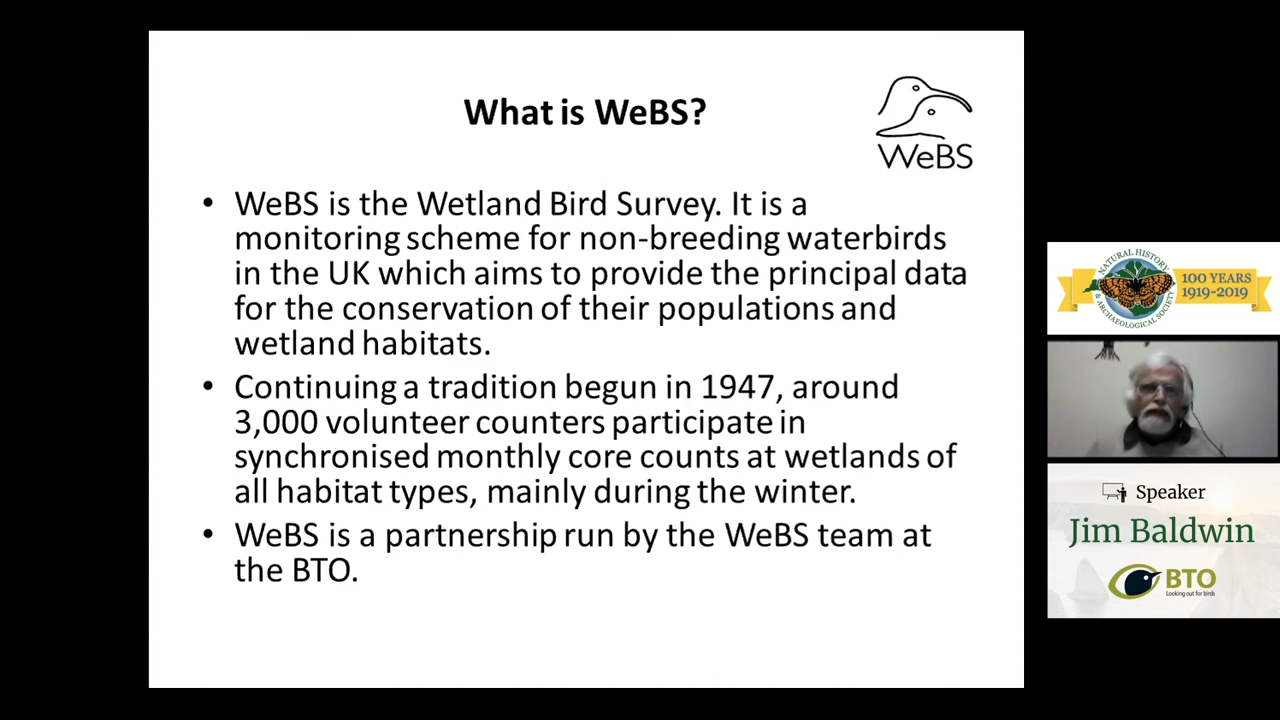 What is WeBS?
WeBS
• WeBS is the Wetland Bird Survey. It is a
monitoring scheme for non-breeding waterbirds
in the UK which aims to provide the principal data
for the conservation of their populations and
wetland habitats.
• Continuing a tradition begun in 1947, around
3,000 volunteer counters participate in
synchronised monthly core counts at wetlands of
all habitat types, mainly during the winter.
• WeBS is a partnership run by the WeBS team at
the BTO.
NATURAL HISTORY
& ARCHAEOLOGICAL SOCIETY
100 YEARS
1919-2019
Speaker
Jim Baldwin
BTO
Looking out for birds